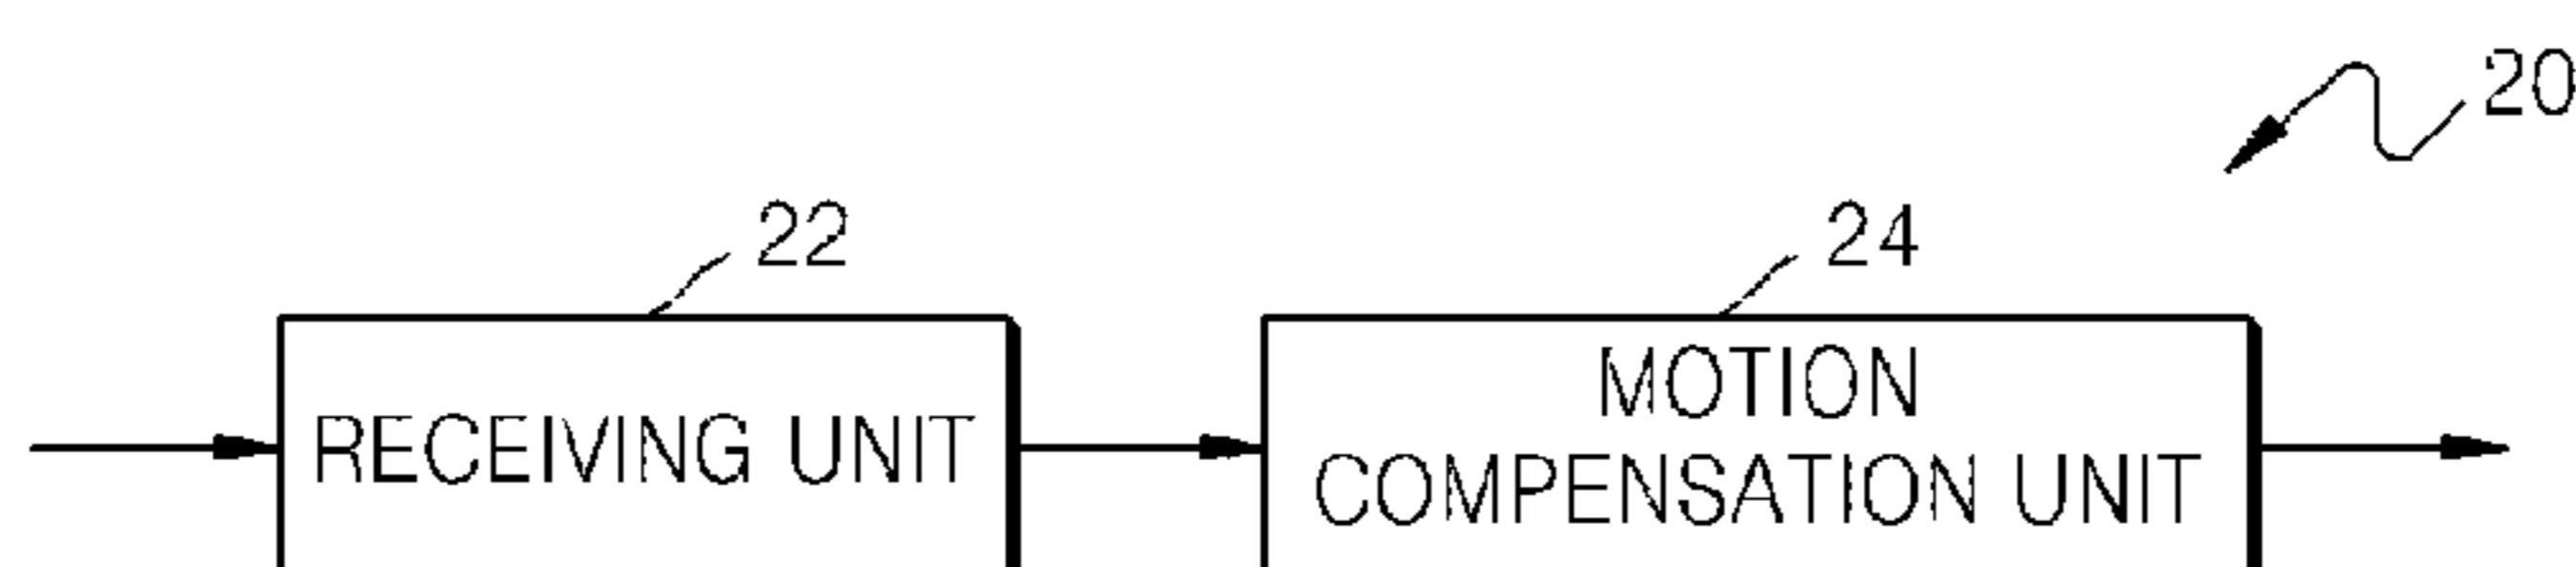 20
22
24
RECEIVING UNIT
MOTION
COMPENSATION UNIT